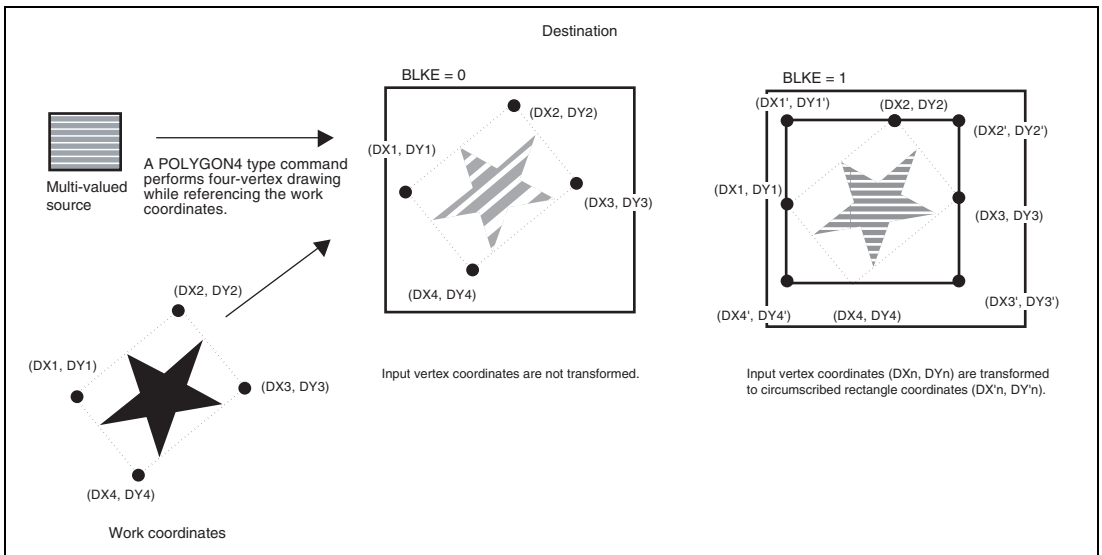 Destination
BLKE = 0
BLKE = 1
(DX1', DY1')
(DX2, DY2)
(DX2, DY2)
(DX2', DY2')
A POLYGON4 type command
performs four-vertex drawing
while referencing the work
coordinates.
Multi-valued
source
(DX1, DY1)
(DX3, DY3)
(DX4, DY4)
(DX1, DY1)
(DX3, DY3)
(DX3', DY3')
(DX4', DY4')
(DX4, DY4)
(DX2, DY2)
(DX1, DY1)
(DX3, DY3)
(DX4, DY4)
Work coordinates
Input vertex coordinates are not transformed.
Input vertex coordinates (DXn, DYn) are transformed
to circumscribed rectangle coordinates (DX'n, DY'n).